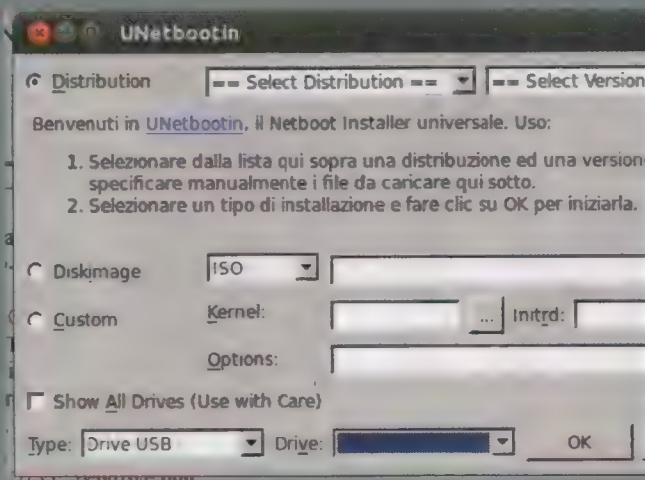 UNetbootin
Distribution == Select Distribution == == Select Version
Benvenuti in UNetbootin, il Netboot Installer universale. Uso:
1. Selezionare dalla lista qui sopra una distribuzione ed una version
specificare manualmente i file da caricare qui sotto.
2. Selezionare un tipo di installazione e fare clic su OK per iniziarla.
Diskimage ISO
Custom Kernel: ... Initrd:
Options:
Show All Drives (Use with Care)
Type: Drive USB Drive: OK